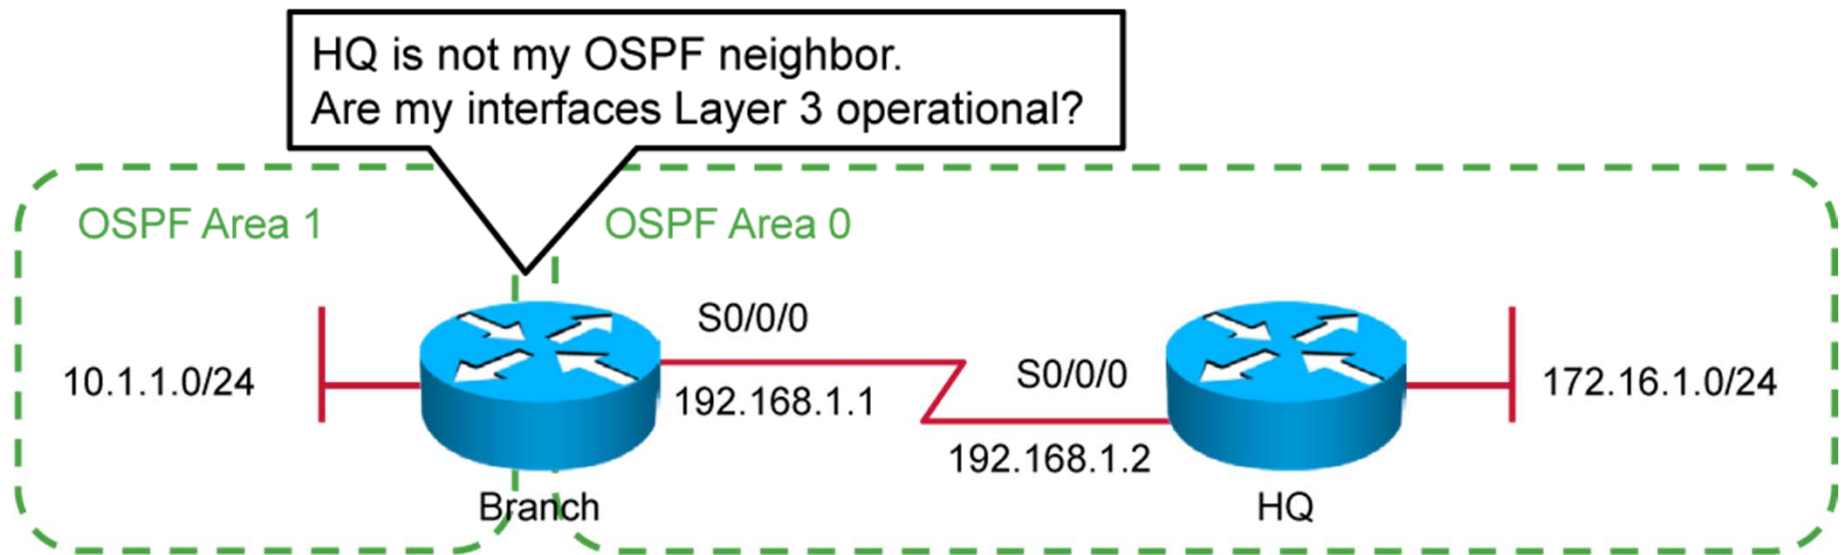 HQ is not my OSPF neighbor.
Are my interfaces Layer 3 operational?
OSPF Area 1
OSPF Area 0
S0/0/0
10.1.1.0/24
192.168.1.1
S0/0/0
172.16.1.0/24
192.168.1.2
Branch
HQ